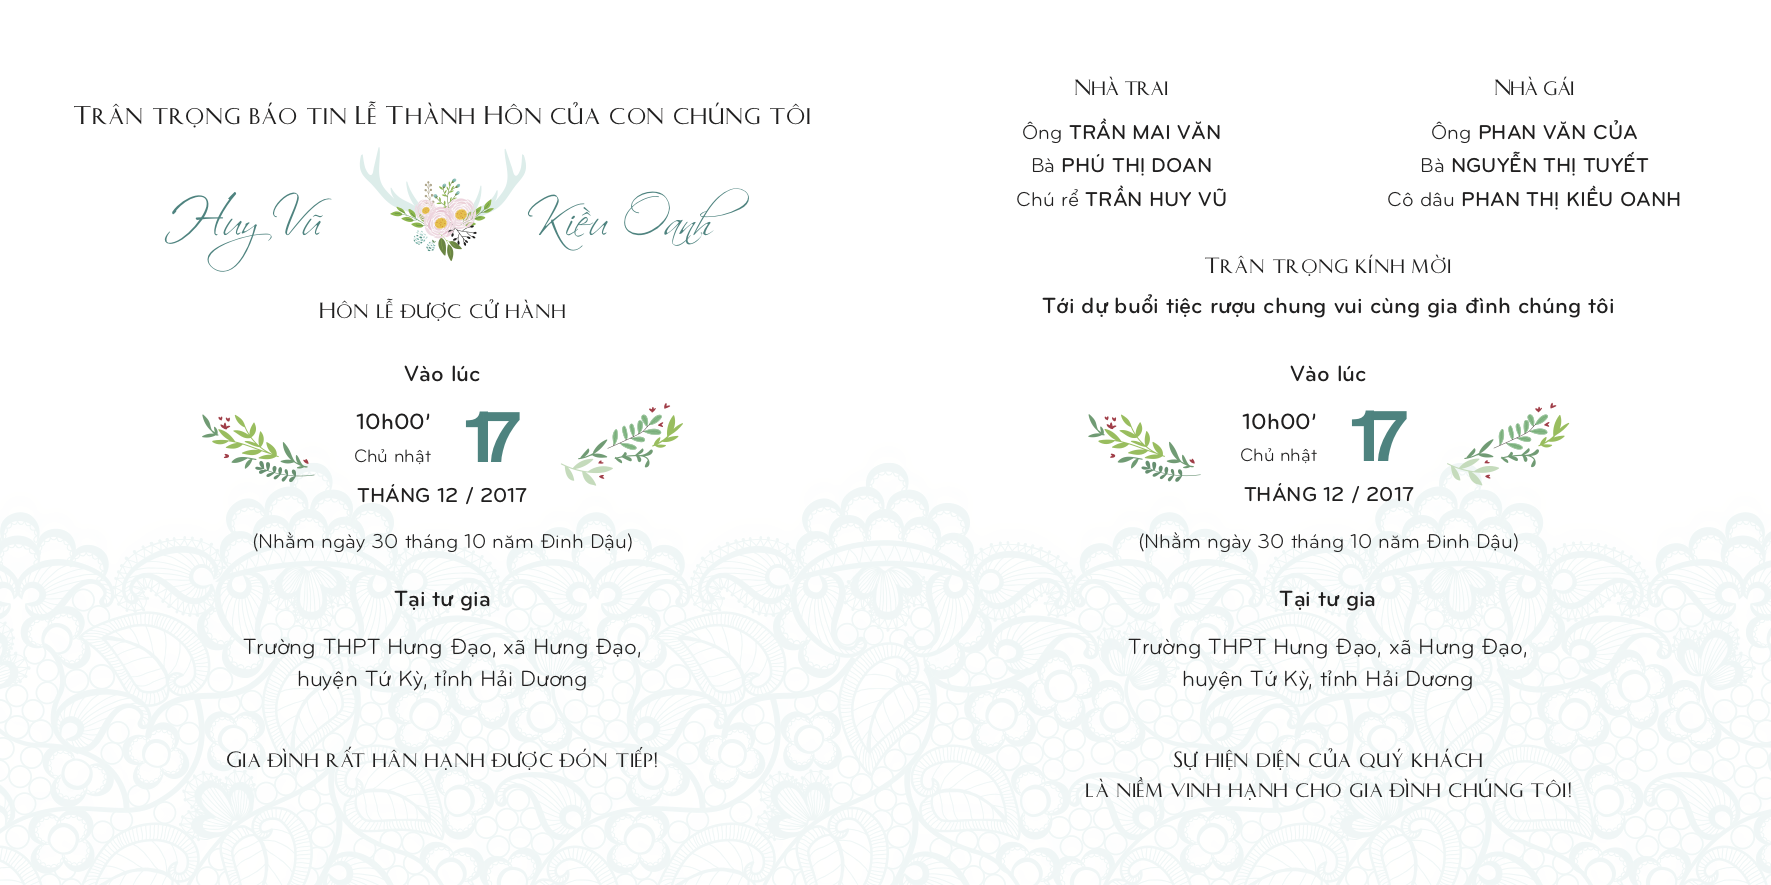 Trân trọng báo tin Lễ Thành Hôn của con chúng tôi
Huy Vũ
Kiều Oanh
Hôn lễ được cử hành
Vào lúc
10h00’
Chủ nhật
17
THÁNG 12 / 2017
(Nhằm ngày 30 tháng 10 năm Đinh Dậu)
Tại tư gia
Trường THPT Hưng Đạo, xã Hưng Đạo,
huyện Tứ Kỳ, tỉnh Hải Dương
Gia đình rất hân hạnh được đón tiếp!
Nhà trai
Ông TRẦN MAI VĂN
Bà PHÚ THỊ DOAN
Chú rể TRẦN HUY VŨ
Nhà gái
Ông PHAN VĂN CỦA
Bà NGUYỄN THỊ TUYẾT
Cô dâu PHAN THỊ KIỀU OANH
Trân trọng kính mời
Tới dự buổi tiệc rượu chung vui cùng gia đình chúng tôi
Vào lúc
10h00’
Chủ nhật
17
THÁNG 12 / 2017
(Nhằm ngày 30 tháng 10 năm Đinh Dậu)
Tại tư gia
Trường THPT Hưng Đạo, xã Hưng Đạo,
huyện Tứ Kỳ, tỉnh Hải Dương
Sự hiện diện của quý khách
là niềm vinh hạnh cho gia đình chúng tôi!